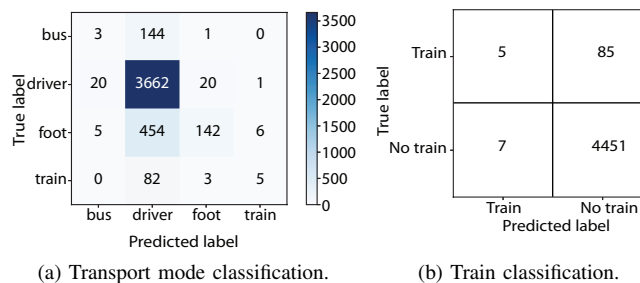 bus 3 144 1 0
driver 20 3662 20 1
foot 5 454 142 6
train 0 82 3 5
bus driver foot train
Predicted label
True label
3500
3000
2500
2000
1500
1000
500
0
(a) Transport mode classification.
Train 5 85
No train 7 4451
Train No train
Predicted label
True label
(b) Train classification.